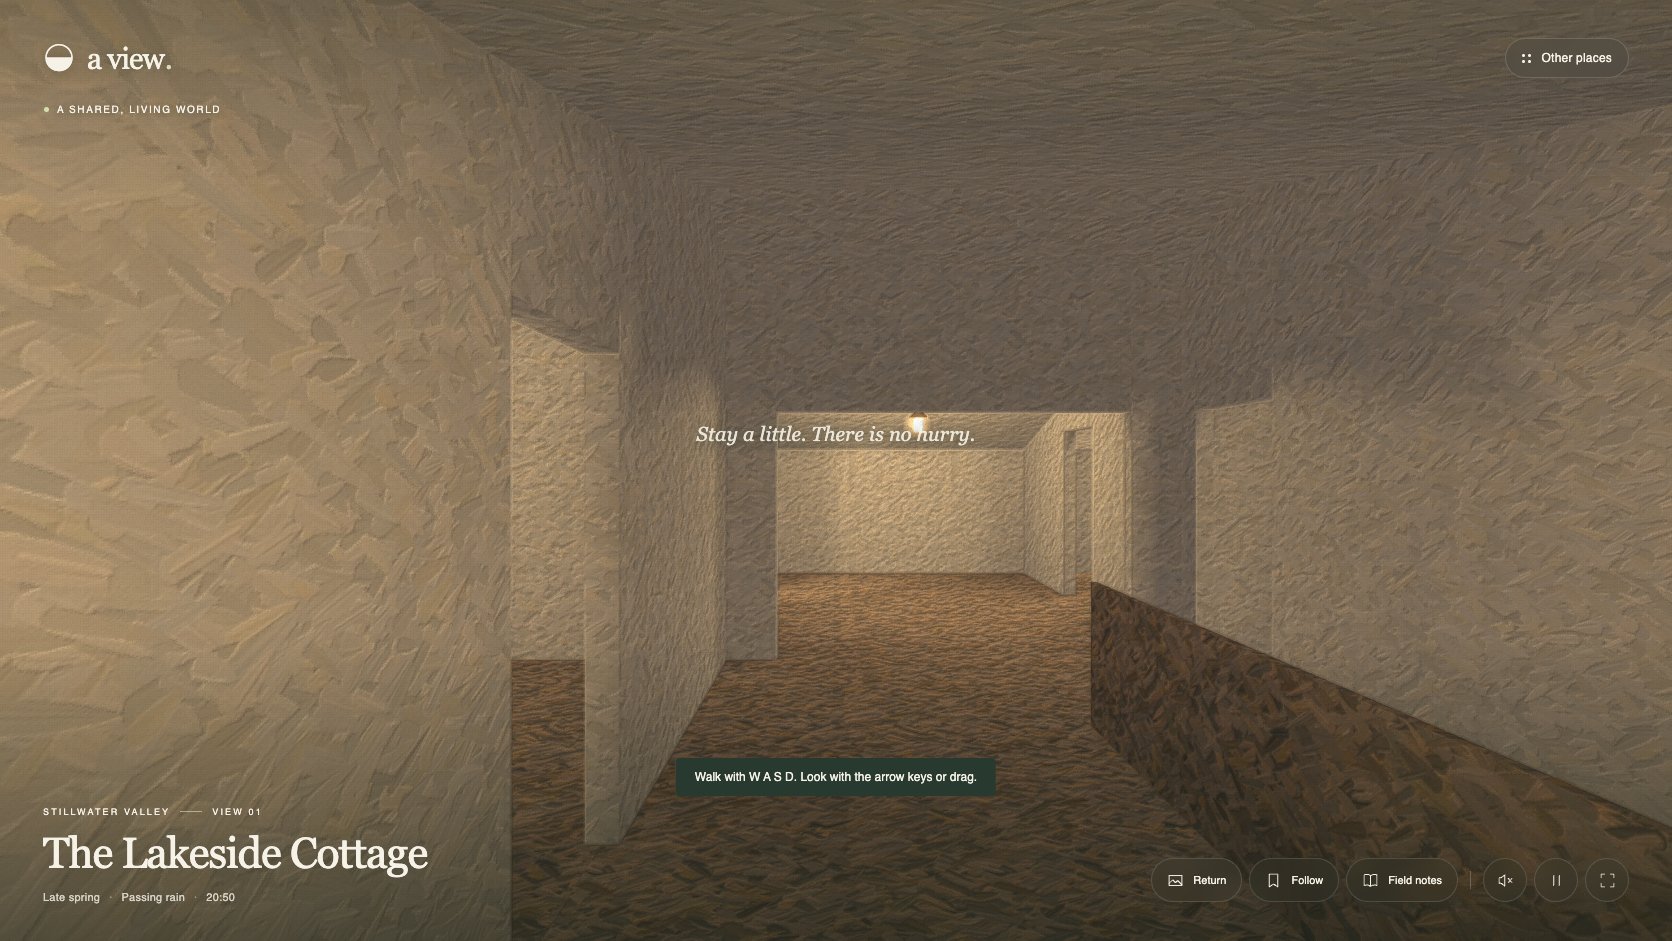 a view.
Other places
A SHARED, LIVING WORLD
Stay a little. There is no hurry.
Walk with W A S D. Look with the arrow keys or drag.
STILLWATER VALLEY — VIEW 01
The Lakeside Cottage
Late spring · Passing rain · 20:50
Return
Follow
Field notes